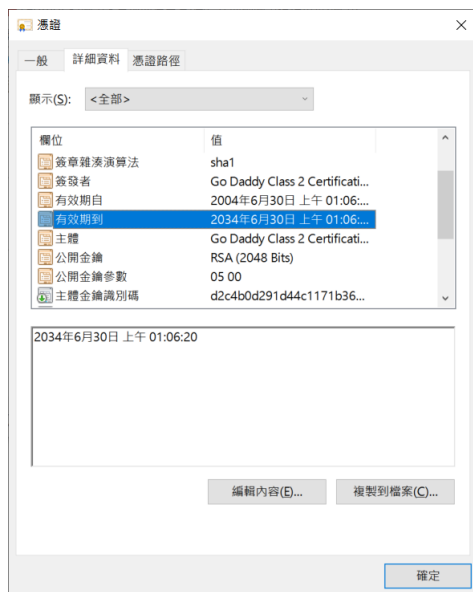 憑證
一般 詳細資料 憑證路徑
顯示(S): <全部>
欄位 值
簽章雜湊演算法 sha1
簽發者 Go Daddy Class 2 Certificati...
有效期自 2004年6月30日 上午 01:06:...
有效期到 2034年6月30日 上午 01:06:...
主體 Go Daddy Class 2 Certificati...
公開金鑰 RSA (2048 Bits)
公開金鑰參數 05 00
主體金鑰識別碼 d2c4b0d291d44c1171b36...
2034年6月30日 上午 01:06:20
編輯內容(E)... 複製到檔案(C)...
確定